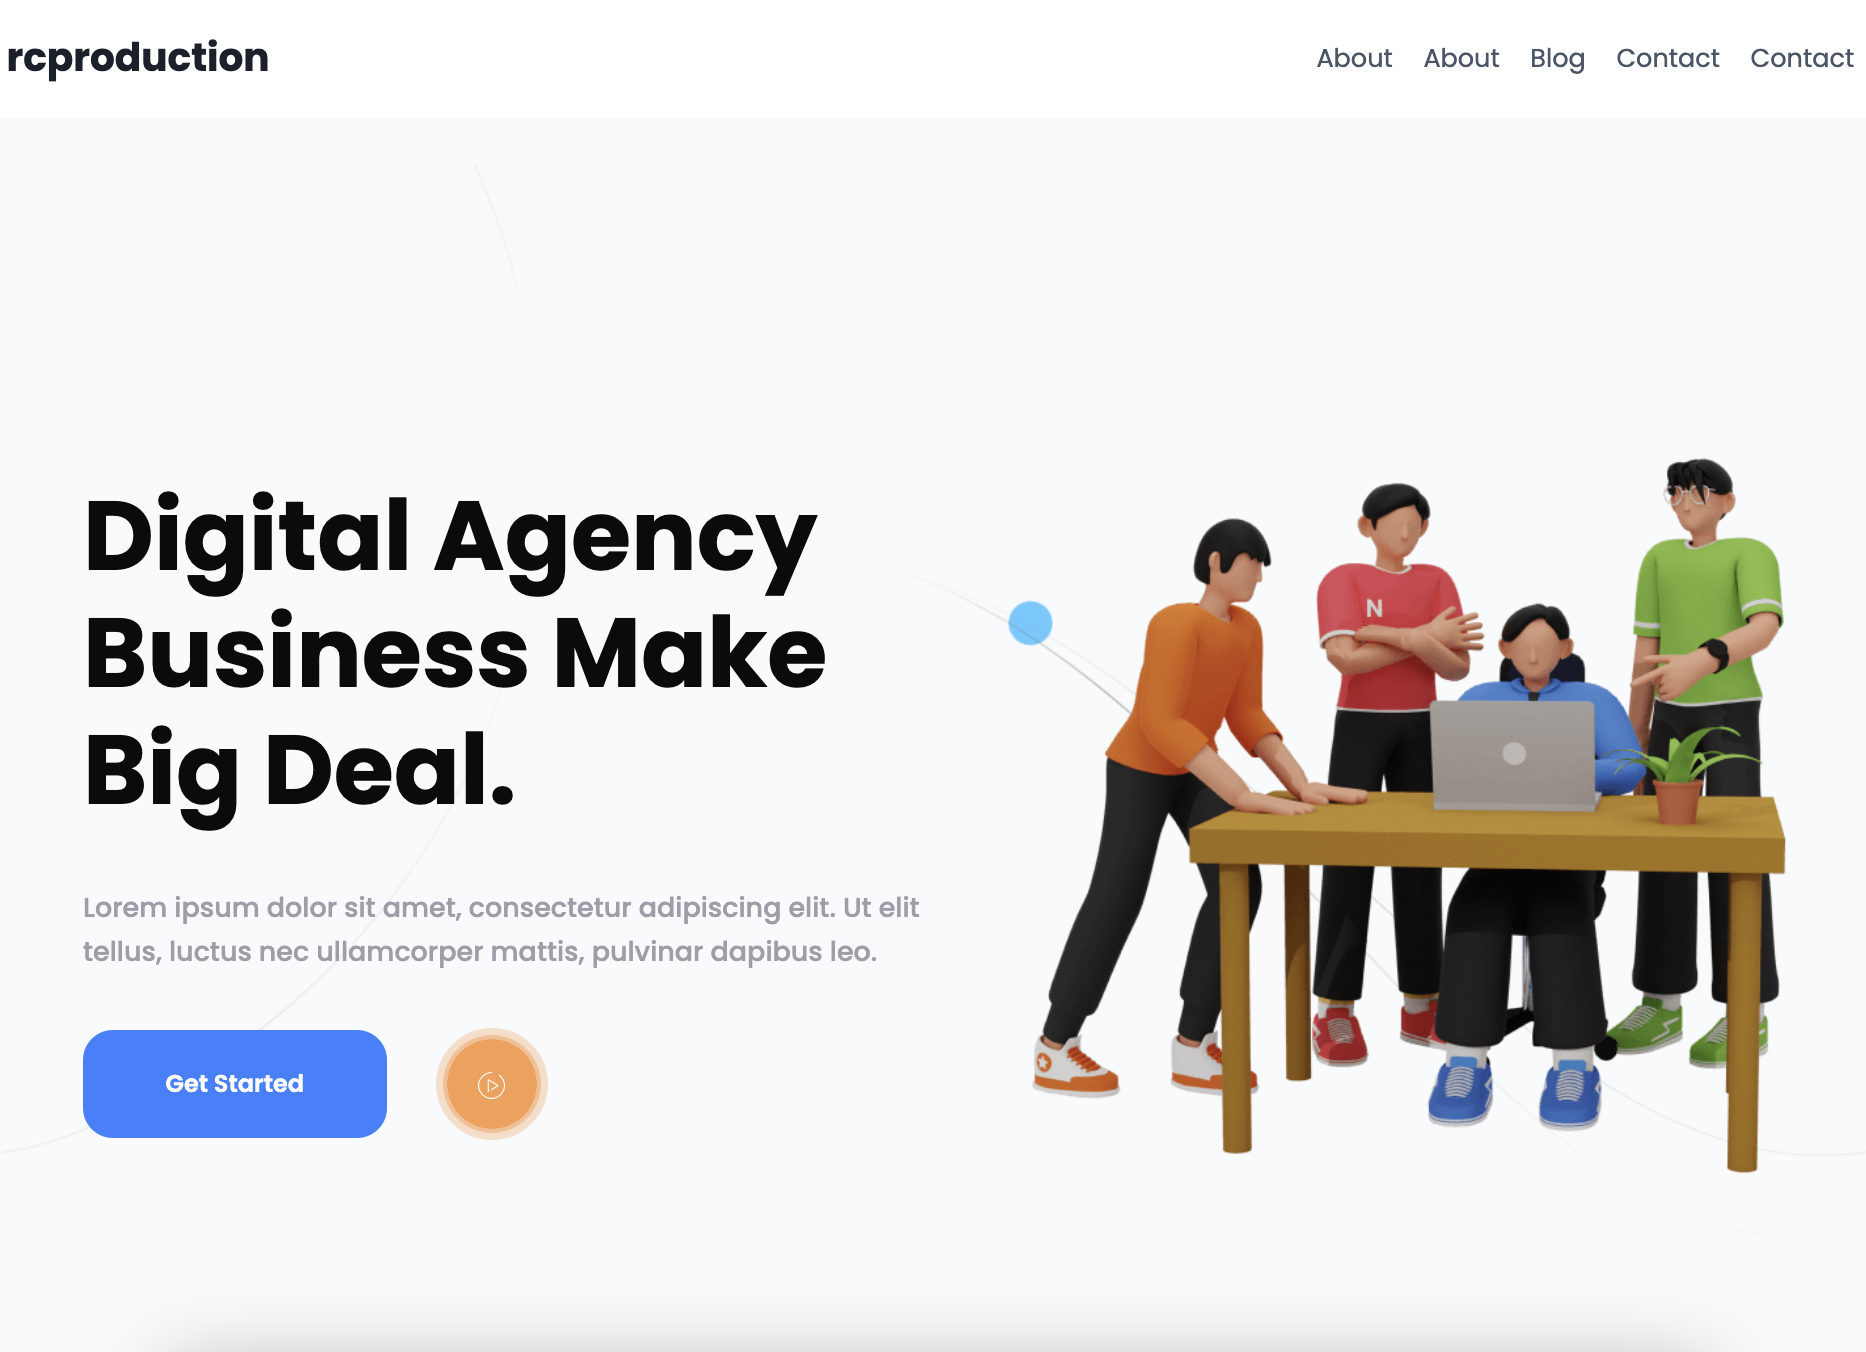 rcproduction
About About Blog Contact Contact
Digital Agency
Business Make
Big Deal.
N
Lorem ipsum dolor sit amet, consectetur adipiscing elit. Ut elit
tellus, luctus nec ullamcorper mattis, pulvinar dapibus leo.
Get Started